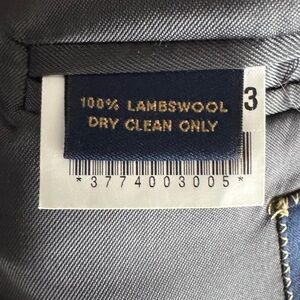 100% LAMBSWOOL
DRY CLEAN ONLY
3
*3774003005*